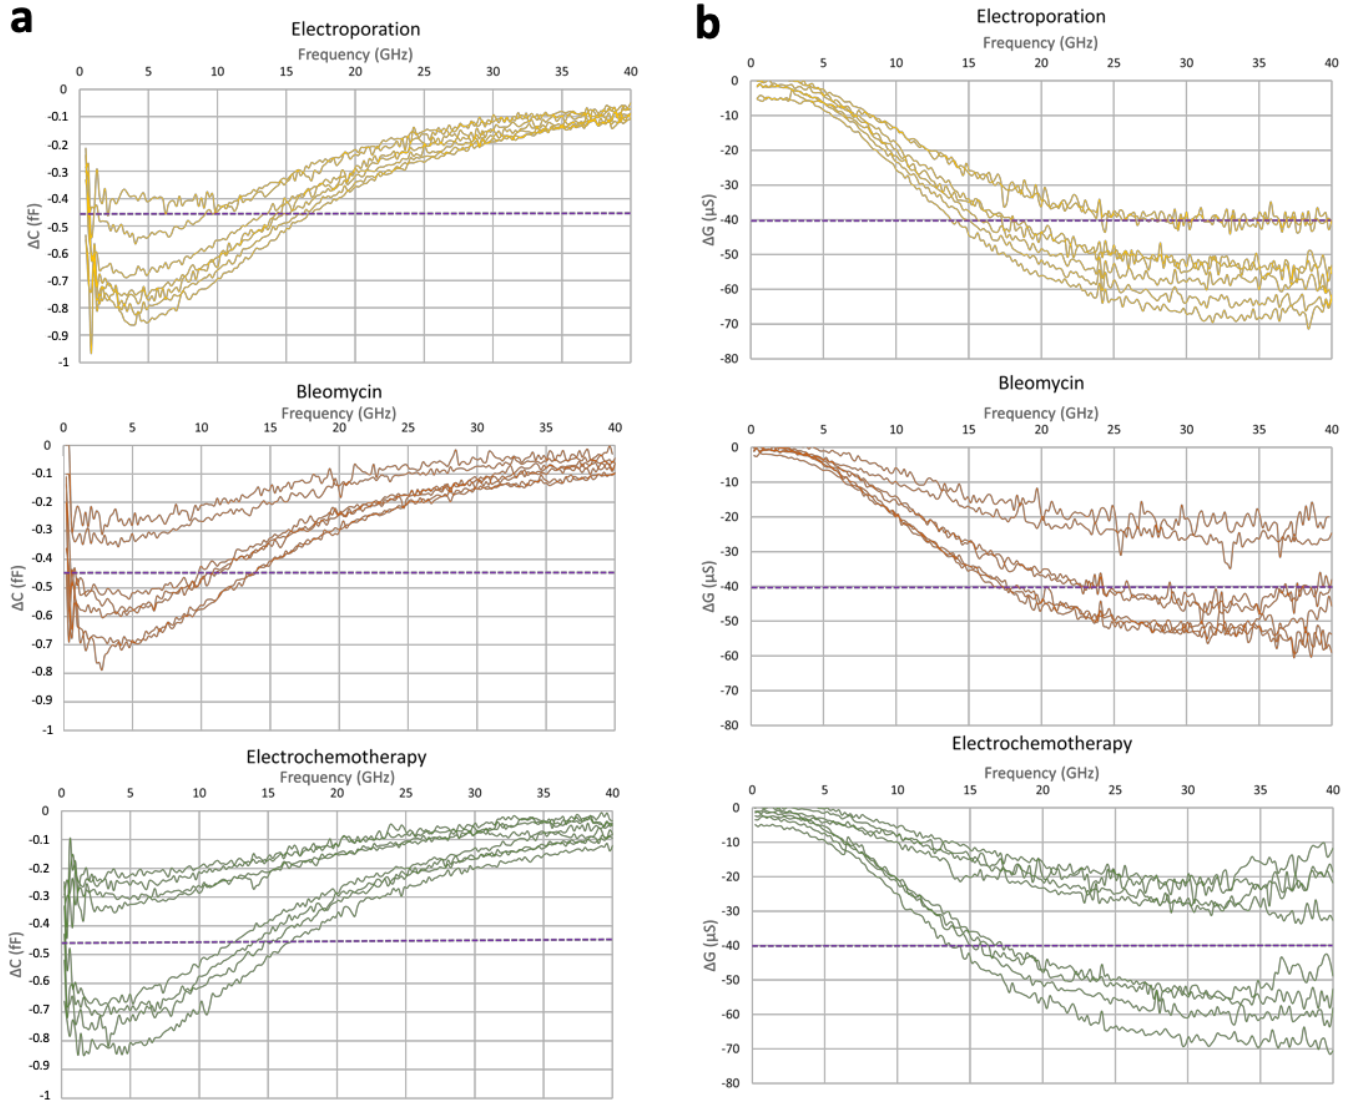 a
Electroporation
Frequency (GHz)
0 5 10 15 20 25 30 35 40
0
-0.1
-0.2
-0.3
-0.4
-0.5
-0.6
-0.7
-0.8
-0.9
-1
ΔC (fF)
Bleomycin
Frequency (GHz)
0 5 10 15 20 25 30 35 40
0
-0.1
-0.2
-0.3
-0.4
-0.5
-0.6
-0.7
-0.8
-0.9
-1
ΔC (fF)
Electrochemotherapy
Frequency (GHz)
0 5 10 15 20 25 30 35 40
0
-0.1
-0.2
-0.3
-0.4
-0.5
-0.6
-0.7
-0.8
-0.9
-1
ΔC (fF)
b
Electroporation
Frequency (GHz)
0 5 10 15 20 25 30 35 40
0
-10
-20
-30
-40
-50
-60
-70
-80
ΔG (μS)
Bleomycin
Frequency (GHz)
0 5 10 15 20 25 30 35 40
0
-10
-20
-30
-40
-50
-60
-70
-80
ΔG (μS)
Electrochemotherapy
Frequency (GHz)
0 5 10 15 20 25 30 35 40
0
-10
-20
-30
-40
-50
-60
-70
-80
ΔG (μS)